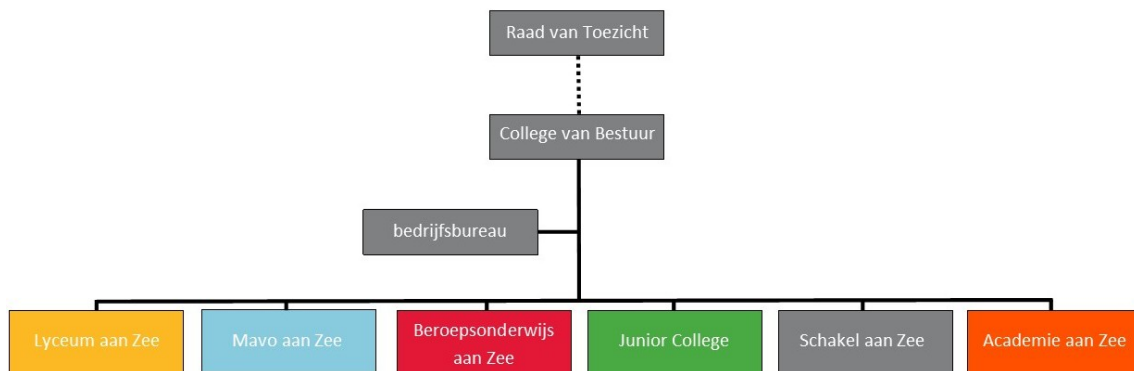 Raad van Toezicht
College van Bestuur
bedrijfsbureau
Lyceum aan Zee
Mavo aan Zee
Beroepsonderwijs
aan Zee
Junior College
Schakel aan Zee
Academie aan Zee